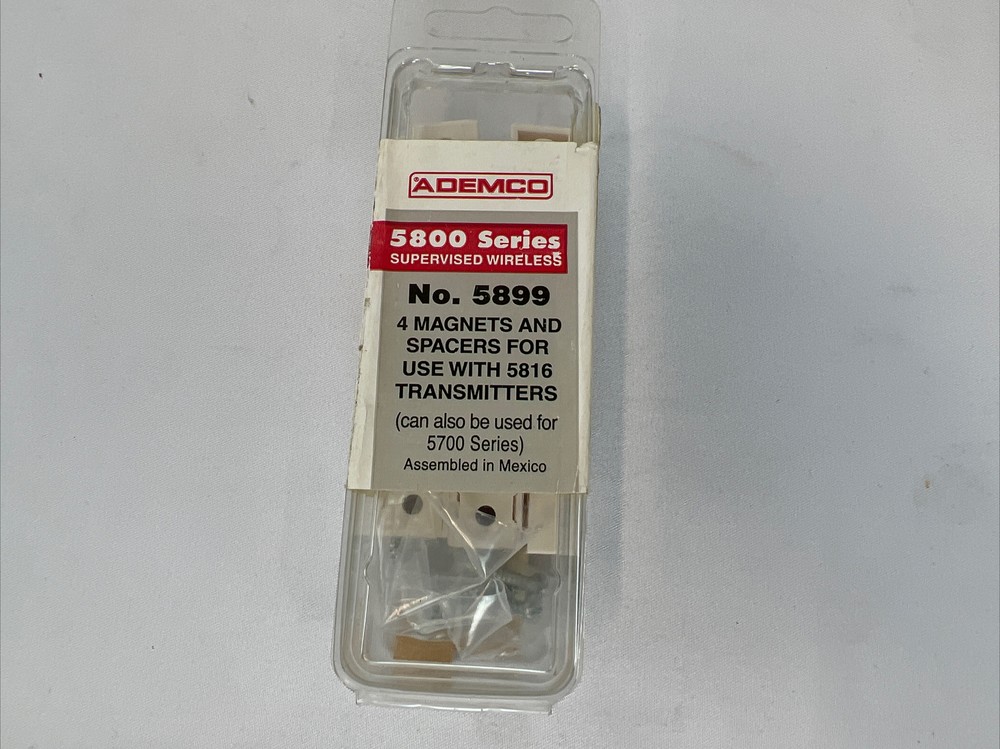 ®ADEMCO
5800 Series
SUPERVISED WIRELESS
No. 5899
4 MAGNETS AND
SPACERS FOR
USE WITH 5816
TRANSMITTERS
(can also be used for
5700 Series)
Assembled in Mexico